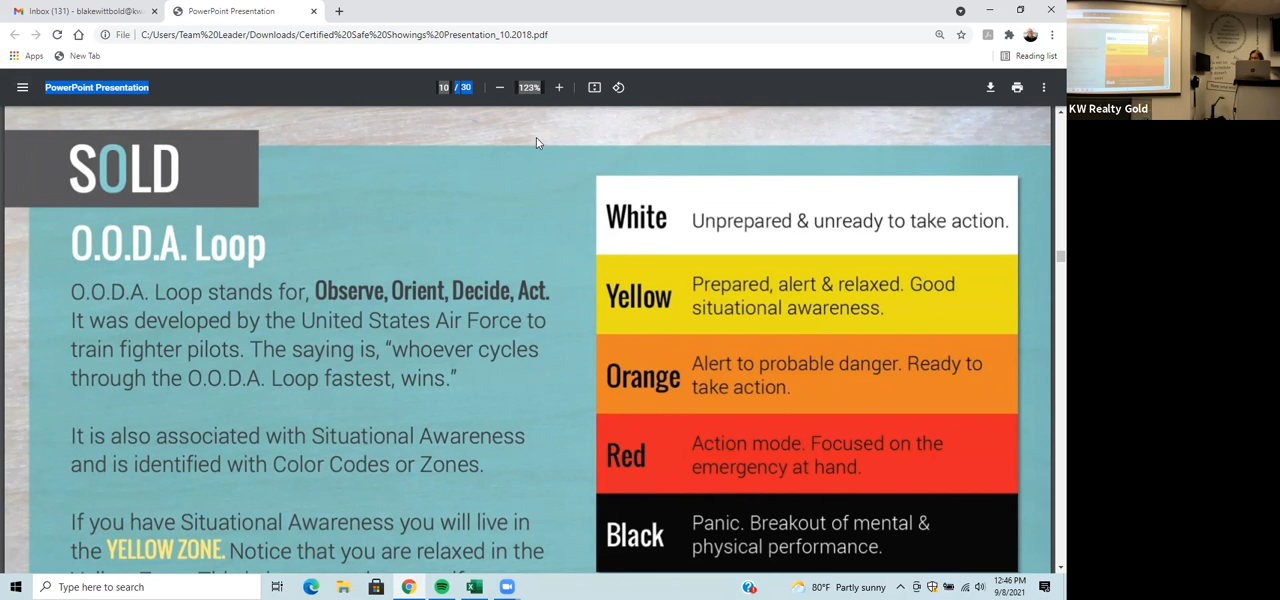 Inbox (131) - blakewittbold@kw
PowerPoint Presentation
File
C:/Users/Team%20Leader/Downloads/Certified%20Safe%20Showings%20Presentation_10.2018.pdf
Apps
New Tab
Reading list
PowerPoint Presentation
10 / 30
123%
KW Realty Gold
SOLD
O.O.D.A. Loop
O.O.D.A. Loop stands for, Observe, Orient, Decide, Act.
It was developed by the United States Air Force to
train fighter pilots. The saying is, “whoever cycles
through the O.O.D.A. Loop fastest, wins.”
It is also associated with Situational Awareness
and is identified with Color Codes or Zones.
If you have Situational Awareness you will live in
the YELLOW ZONE. Notice that you are relaxed in the
White
Unprepared & unready to take action.
Yellow
Prepared, alert & relaxed. Good
situational awareness.
Orange
Alert to probable danger. Ready to
take action.
Red
Action mode. Focused on the
emergency at hand.
Black
Panic. Breakout of mental &
physical performance.
Type here to search
80°F Partly sunny
12:46 PM
9/8/2021